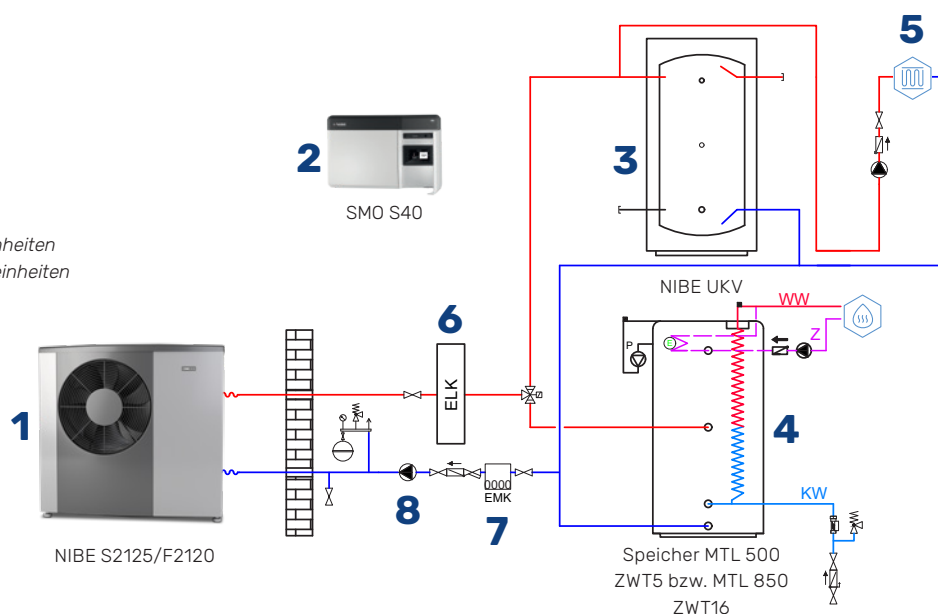 5
2
SMO S40
3
heiten
einheiten
NIBE UKV
WW
Z
E
P
6
ELK
1
4
KW
8
EMK
7
NIBE S2125/F2120
Speicher MTL 500
ZWT5 bzw. MTL 850
ZWT16